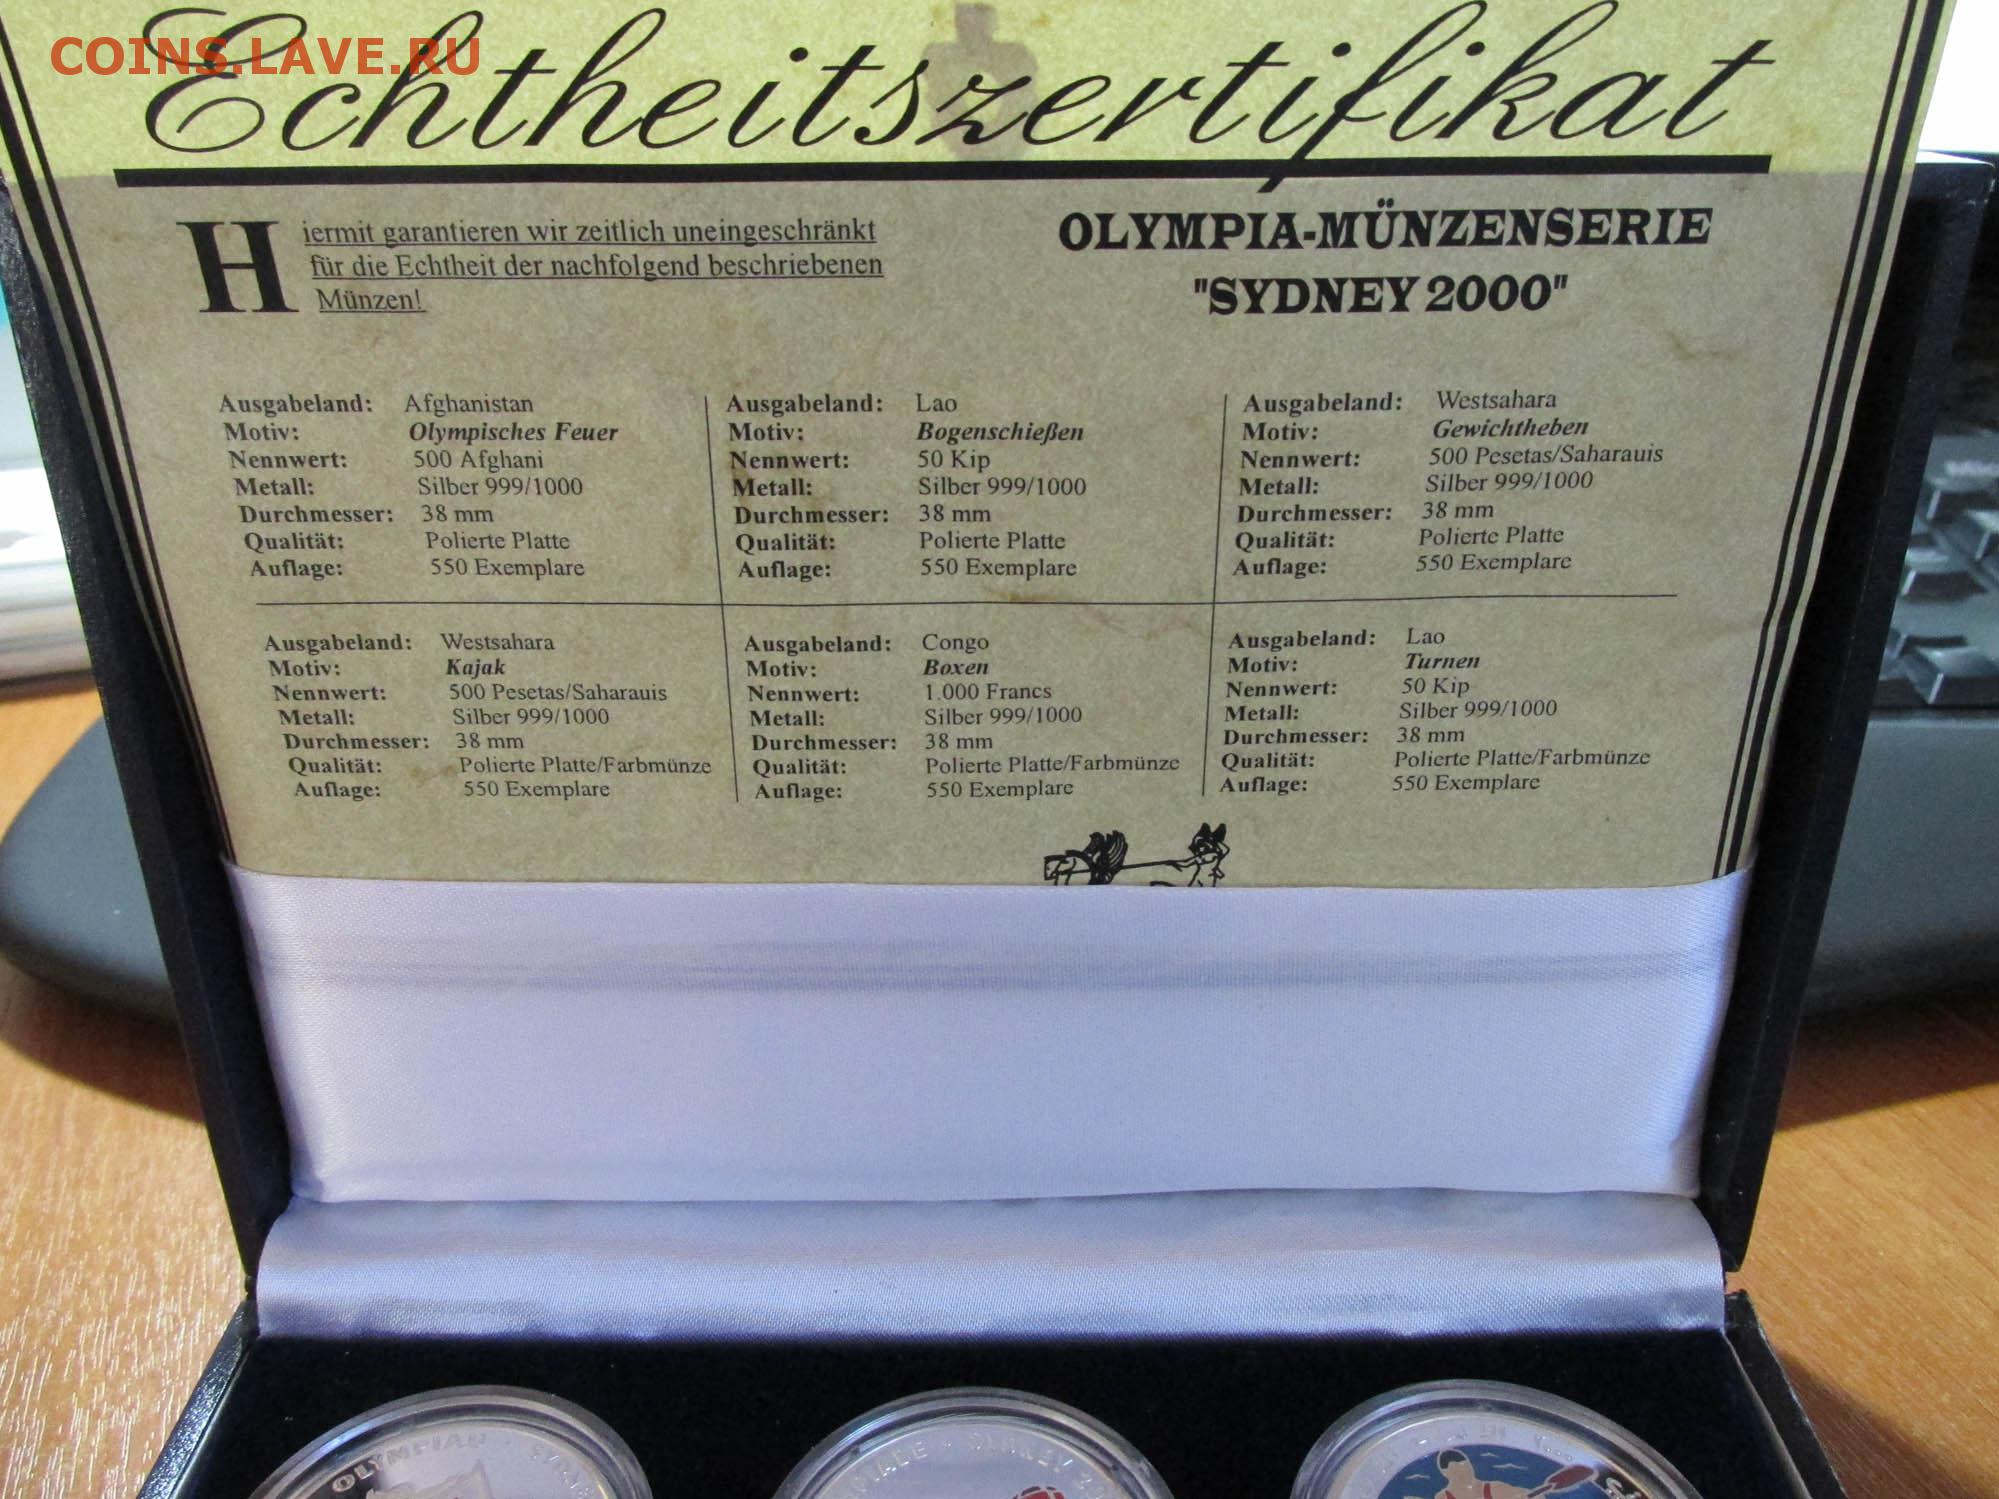 COINS.LAVE.RU
Echtheitszertifikat
Hiermit garantieren wir zeitlich uneingeschränkt
für die Echtheit der nachfolgend beschriebenen
Münzen!
OLYMPIA-MÜNZENSERIE
"SYDNEY 2000"
Ausgabeland: Afghanistan
Motiv: Olympisches Feuer
Nennwert: 500 Afghani
Metall: Silber 999/1000
Durchmesser: 38 mm
Qualität: Polierte Platte
Auflage: 550 Exemplare
Ausgabeland: Lao
Motiv: Bogenschießen
Nennwert: 50 Kip
Metall: Silber 999/1000
Durchmesser: 38 mm
Qualität: Polierte Platte
Auflage: 550 Exemplare
Ausgabeland: Westsahara
Motiv: Gewichtheben
Nennwert: 500 Pesetas/Saharauis
Metall: Silber 999/1000
Durchmesser: 38 mm
Qualität: Polierte Platte
Auflage: 550 Exemplare
Ausgabeland: Westsahara
Motiv: Kajak
Nennwert: 500 Pesetas/Saharauis
Metall: Silber 999/1000
Durchmesser: 38 mm
Qualität: Polierte Platte/Farbmünze
Auflage: 550 Exemplare
Ausgabeland: Congo
Motiv: Boxen
Nennwert: 1.000 Francs
Metall: Silber 999/1000
Durchmesser: 38 mm
Qualität: Polierte Platte/Farbmünze
Auflage: 550 Exemplare
Ausgabeland: Lao
Motiv: Turnen
Nennwert: 50 Kip
Metall: Silber 999/1000
Durchmesser: 38 mm
Qualität: Polierte Platte/Farbmünze
Auflage: 550 Exemplare